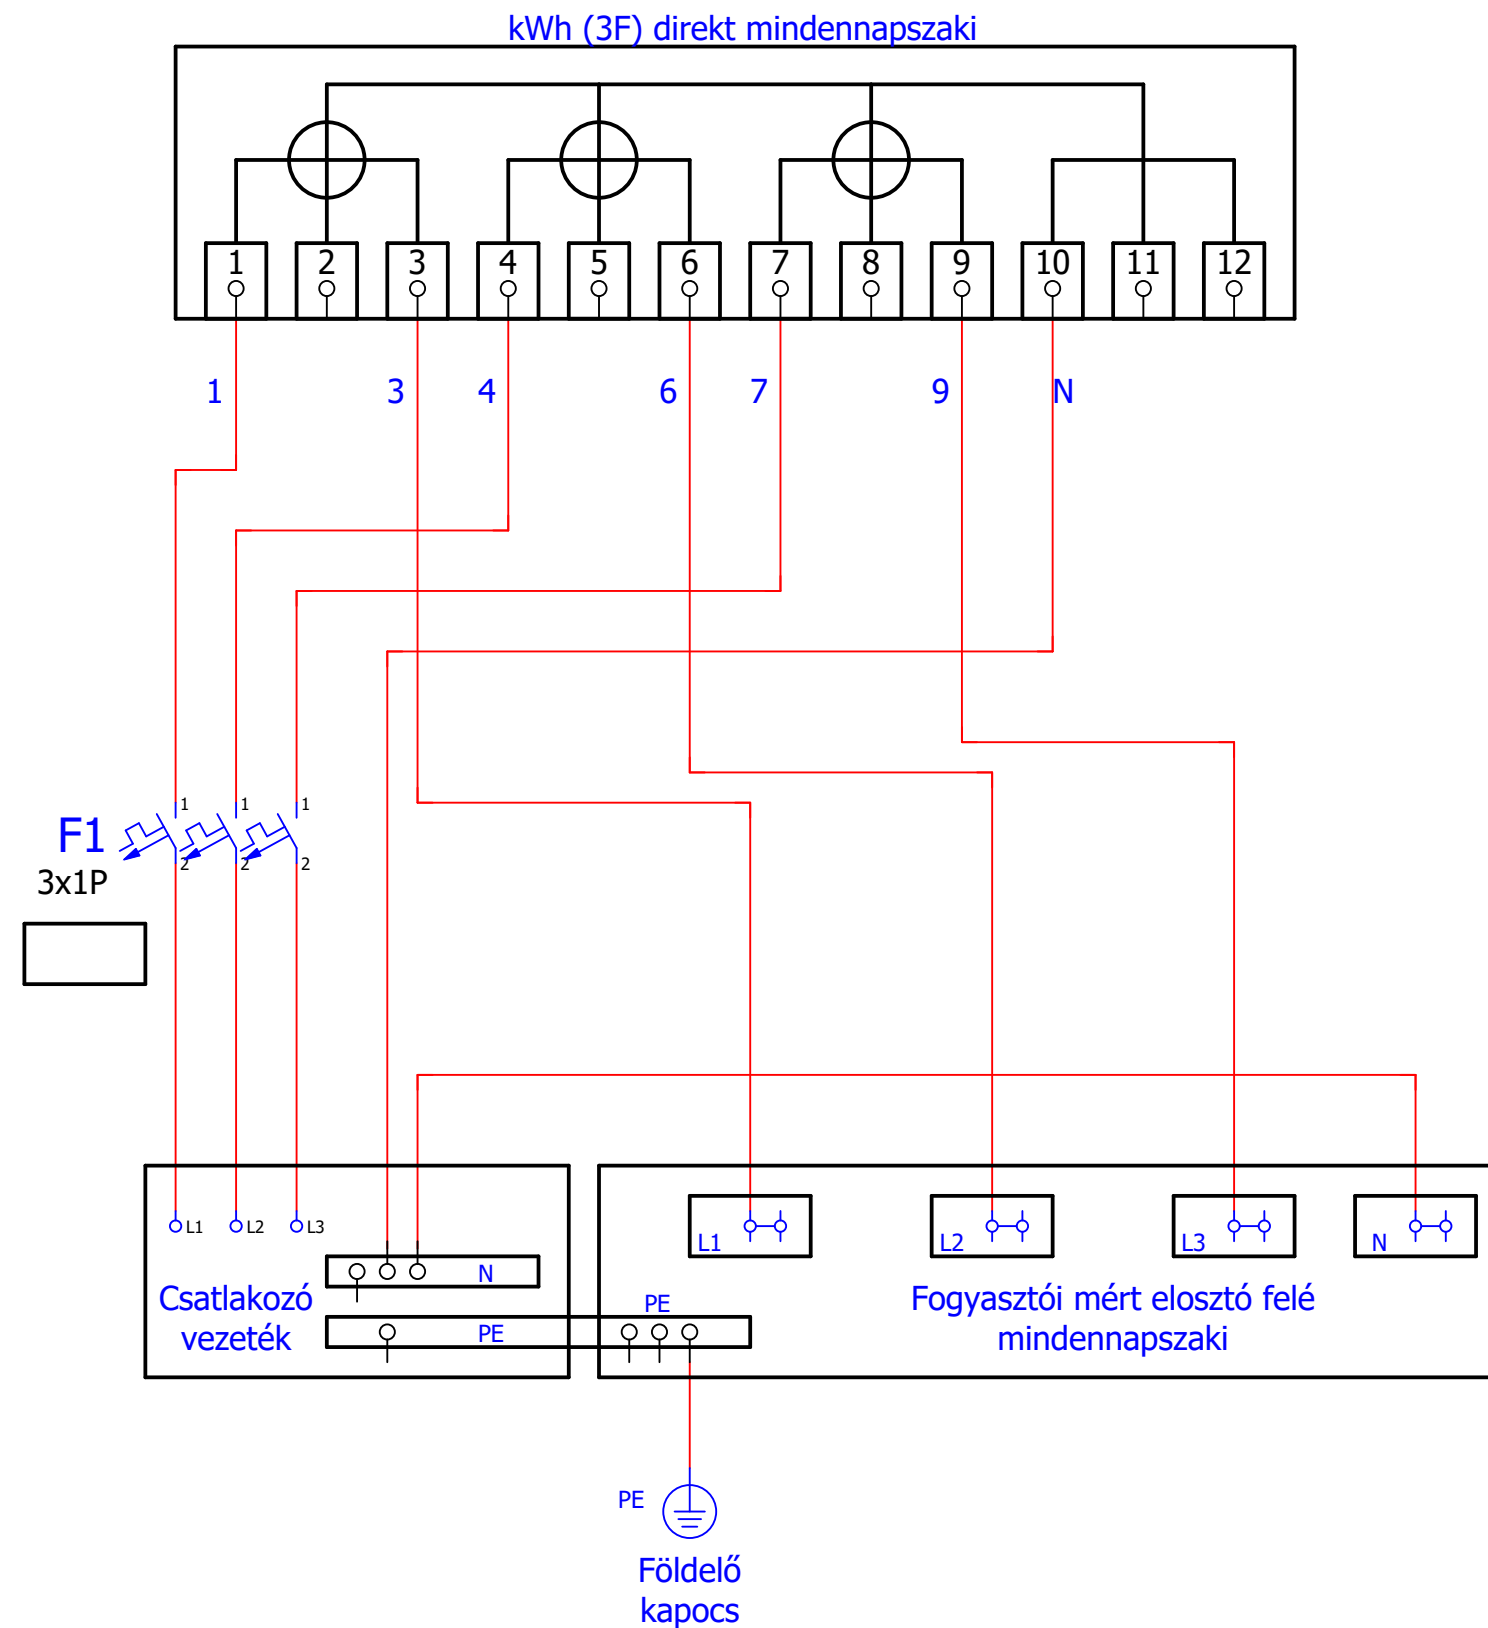 kWh (3F) direkt mindennapszaki
1 2 3 4 5 6 7 8 9 10 11 12
1 3 4 6 7 9 N
1 1 1
F1
2 2 2
3x1P
L1 L2 L3
L1 L2 L3 N
N
Csatlakozó
vezeték
PE
PE
Fogyasztói mért elosztó felé
mindennapszaki
PE
Földelő
kapocs